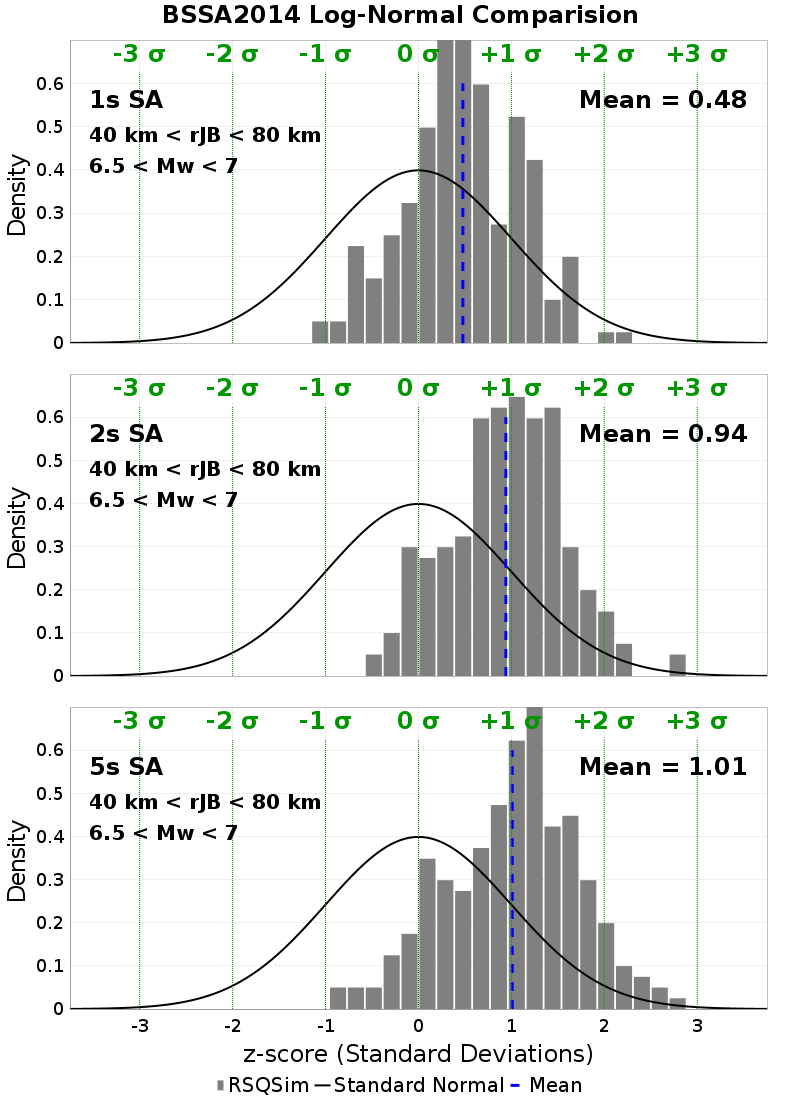 BSSA2014 Log-Normal Comparision
-3 σ -2 σ -1 σ 0 σ +1 σ +2 σ +3 σ
1s SA Mean = 0.48
40 km < rJB < 80 km
6.5 < Mw < 7
Density
0.6
0.5
0.4
0.3
0.2
0.1
0
-3 σ -2 σ -1 σ 0 σ +1 σ +2 σ +3 σ
2s SA Mean = 0.94
40 km < rJB < 80 km
6.5 < Mw < 7
Density
0.6
0.5
0.4
0.3
0.2
0.1
0
-3 σ -2 σ -1 σ 0 σ +1 σ +2 σ +3 σ
5s SA Mean = 1.01
40 km < rJB < 80 km
6.5 < Mw < 7
Density
0.6
0.5
0.4
0.3
0.2
0.1
0
-3 -2 -1 0 1 2 3
z-score (Standard Deviations)
RSQSim Standard Normal Mean